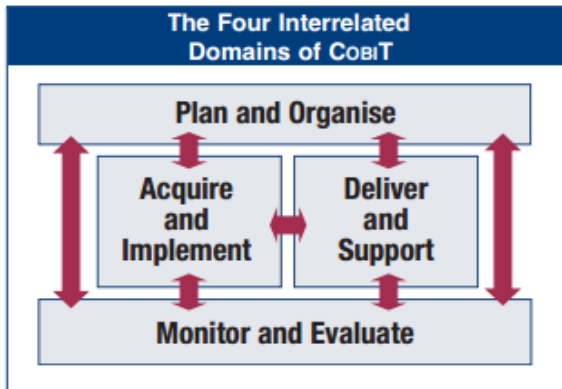 The Four Interrelated
Domains of COBIT
Plan and Organise
Acquire
and
Implement
Deliver
and
Support
Monitor and Evaluate